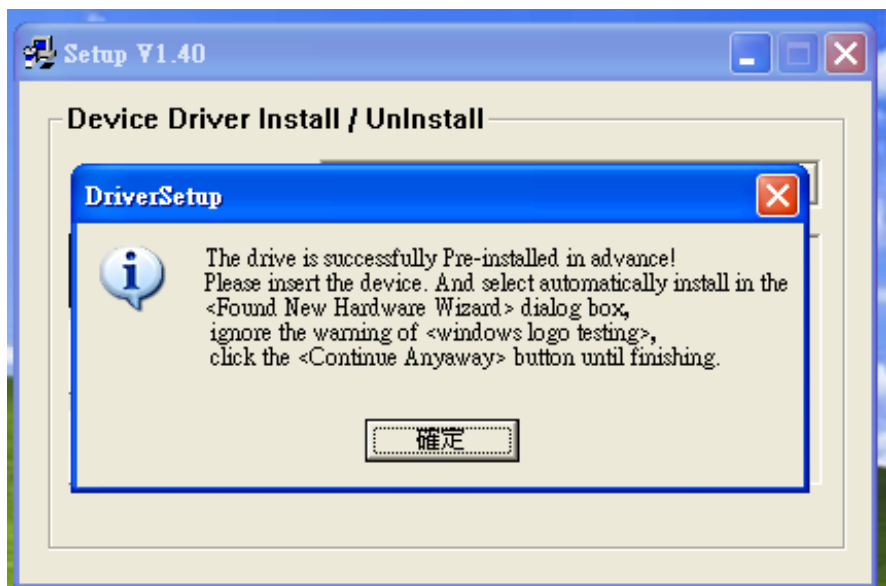 Setup V1.40
Device Driver Install / UnInstall
DriverSetup
The drive is successfully Pre-installed in advance!
Please insert the device. And select automatically install in the
<Found New Hardware Wizard> dialog box,
ignore the warning of <windows logo testing>,
click the <Continue Anyaway> button until finishing.
確定